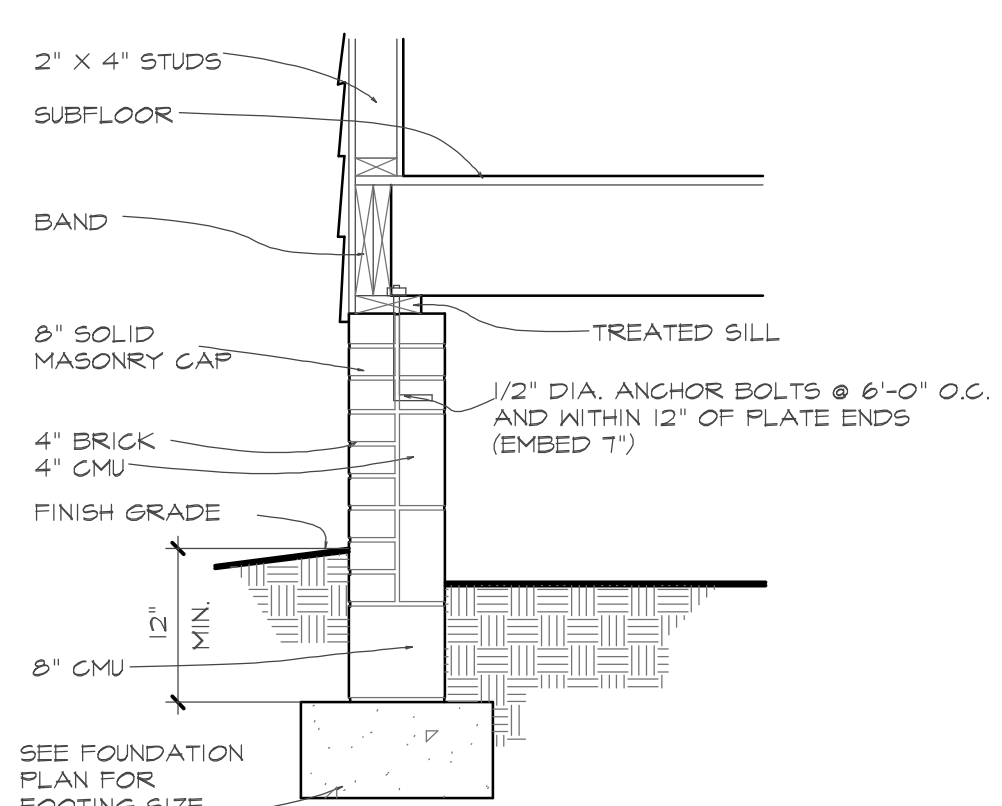 2" X 4" STUDS
SUBFLOOR
BAND
8" SOLID
MASONRY CAP
TREATED SILL
1/2" DIA. ANCHOR BOLTS @ 6'-0" O.C.
AND WITHIN 12" OF PLATE ENDS
(EMBED 7")
4" BRICK
4" CMU
FINISH GRADE
12"
MIN.
8" CMU
SEE FOUNDATION
PLAN FOR
FOOTING SIZE